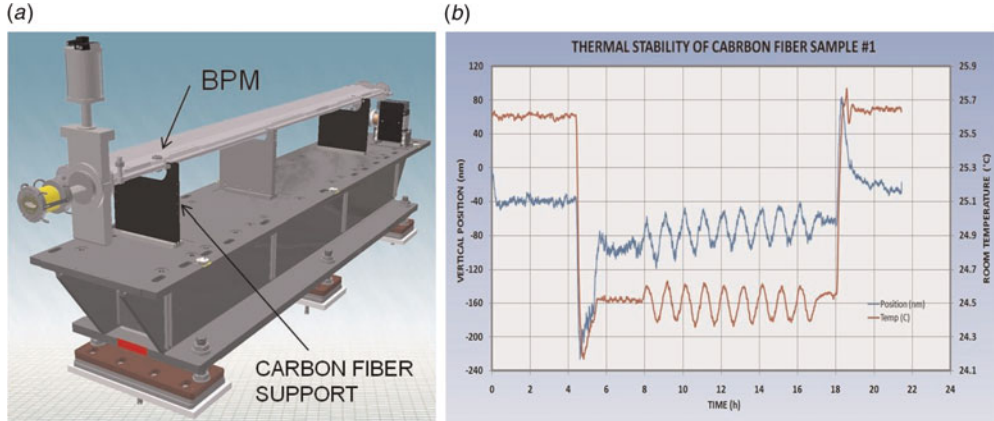 (a)
BPM
CARBON FIBER
SUPPORT
(b)
THERMAL STABILITY OF CABRBON FIBER SAMPLE #1
VERTICAL POSITION (nm)
120
80
40
0
-40
-80
-120
-160
-200
-240
25.9
25.7
25.5
25.3
25.1
24.9
24.7
24.5
24.3
24.1
ROOM TEMPERATURE (°C)
Position (nm)
Temp (C)
0 2 4 6 8 10 12 14 16 18 20 22 24
TIME (h)